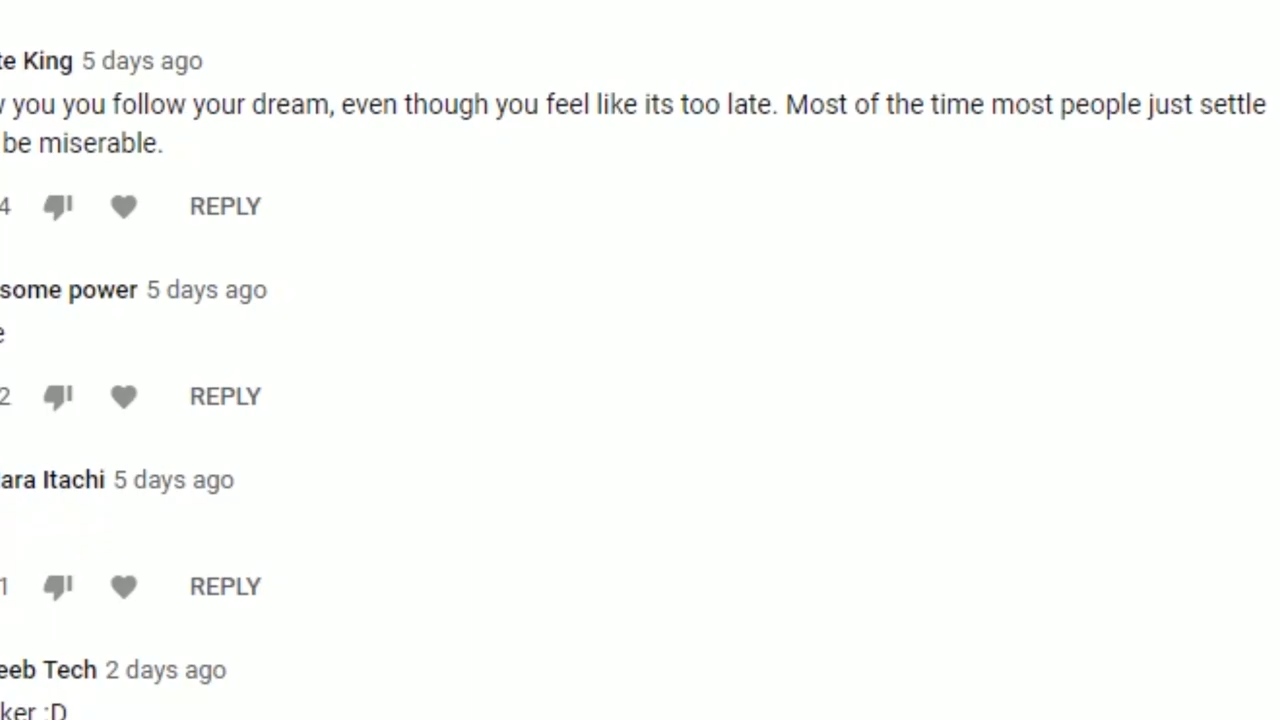 te King 5 days ago
you you follow your dream, even though you feel like its too late. Most of the time most people just settle
be miserable.
4 REPLY
some power 5 days ago
e
2 REPLY
ara Itachi 5 days ago
1 REPLY
eeb Tech 2 days ago
ker :D